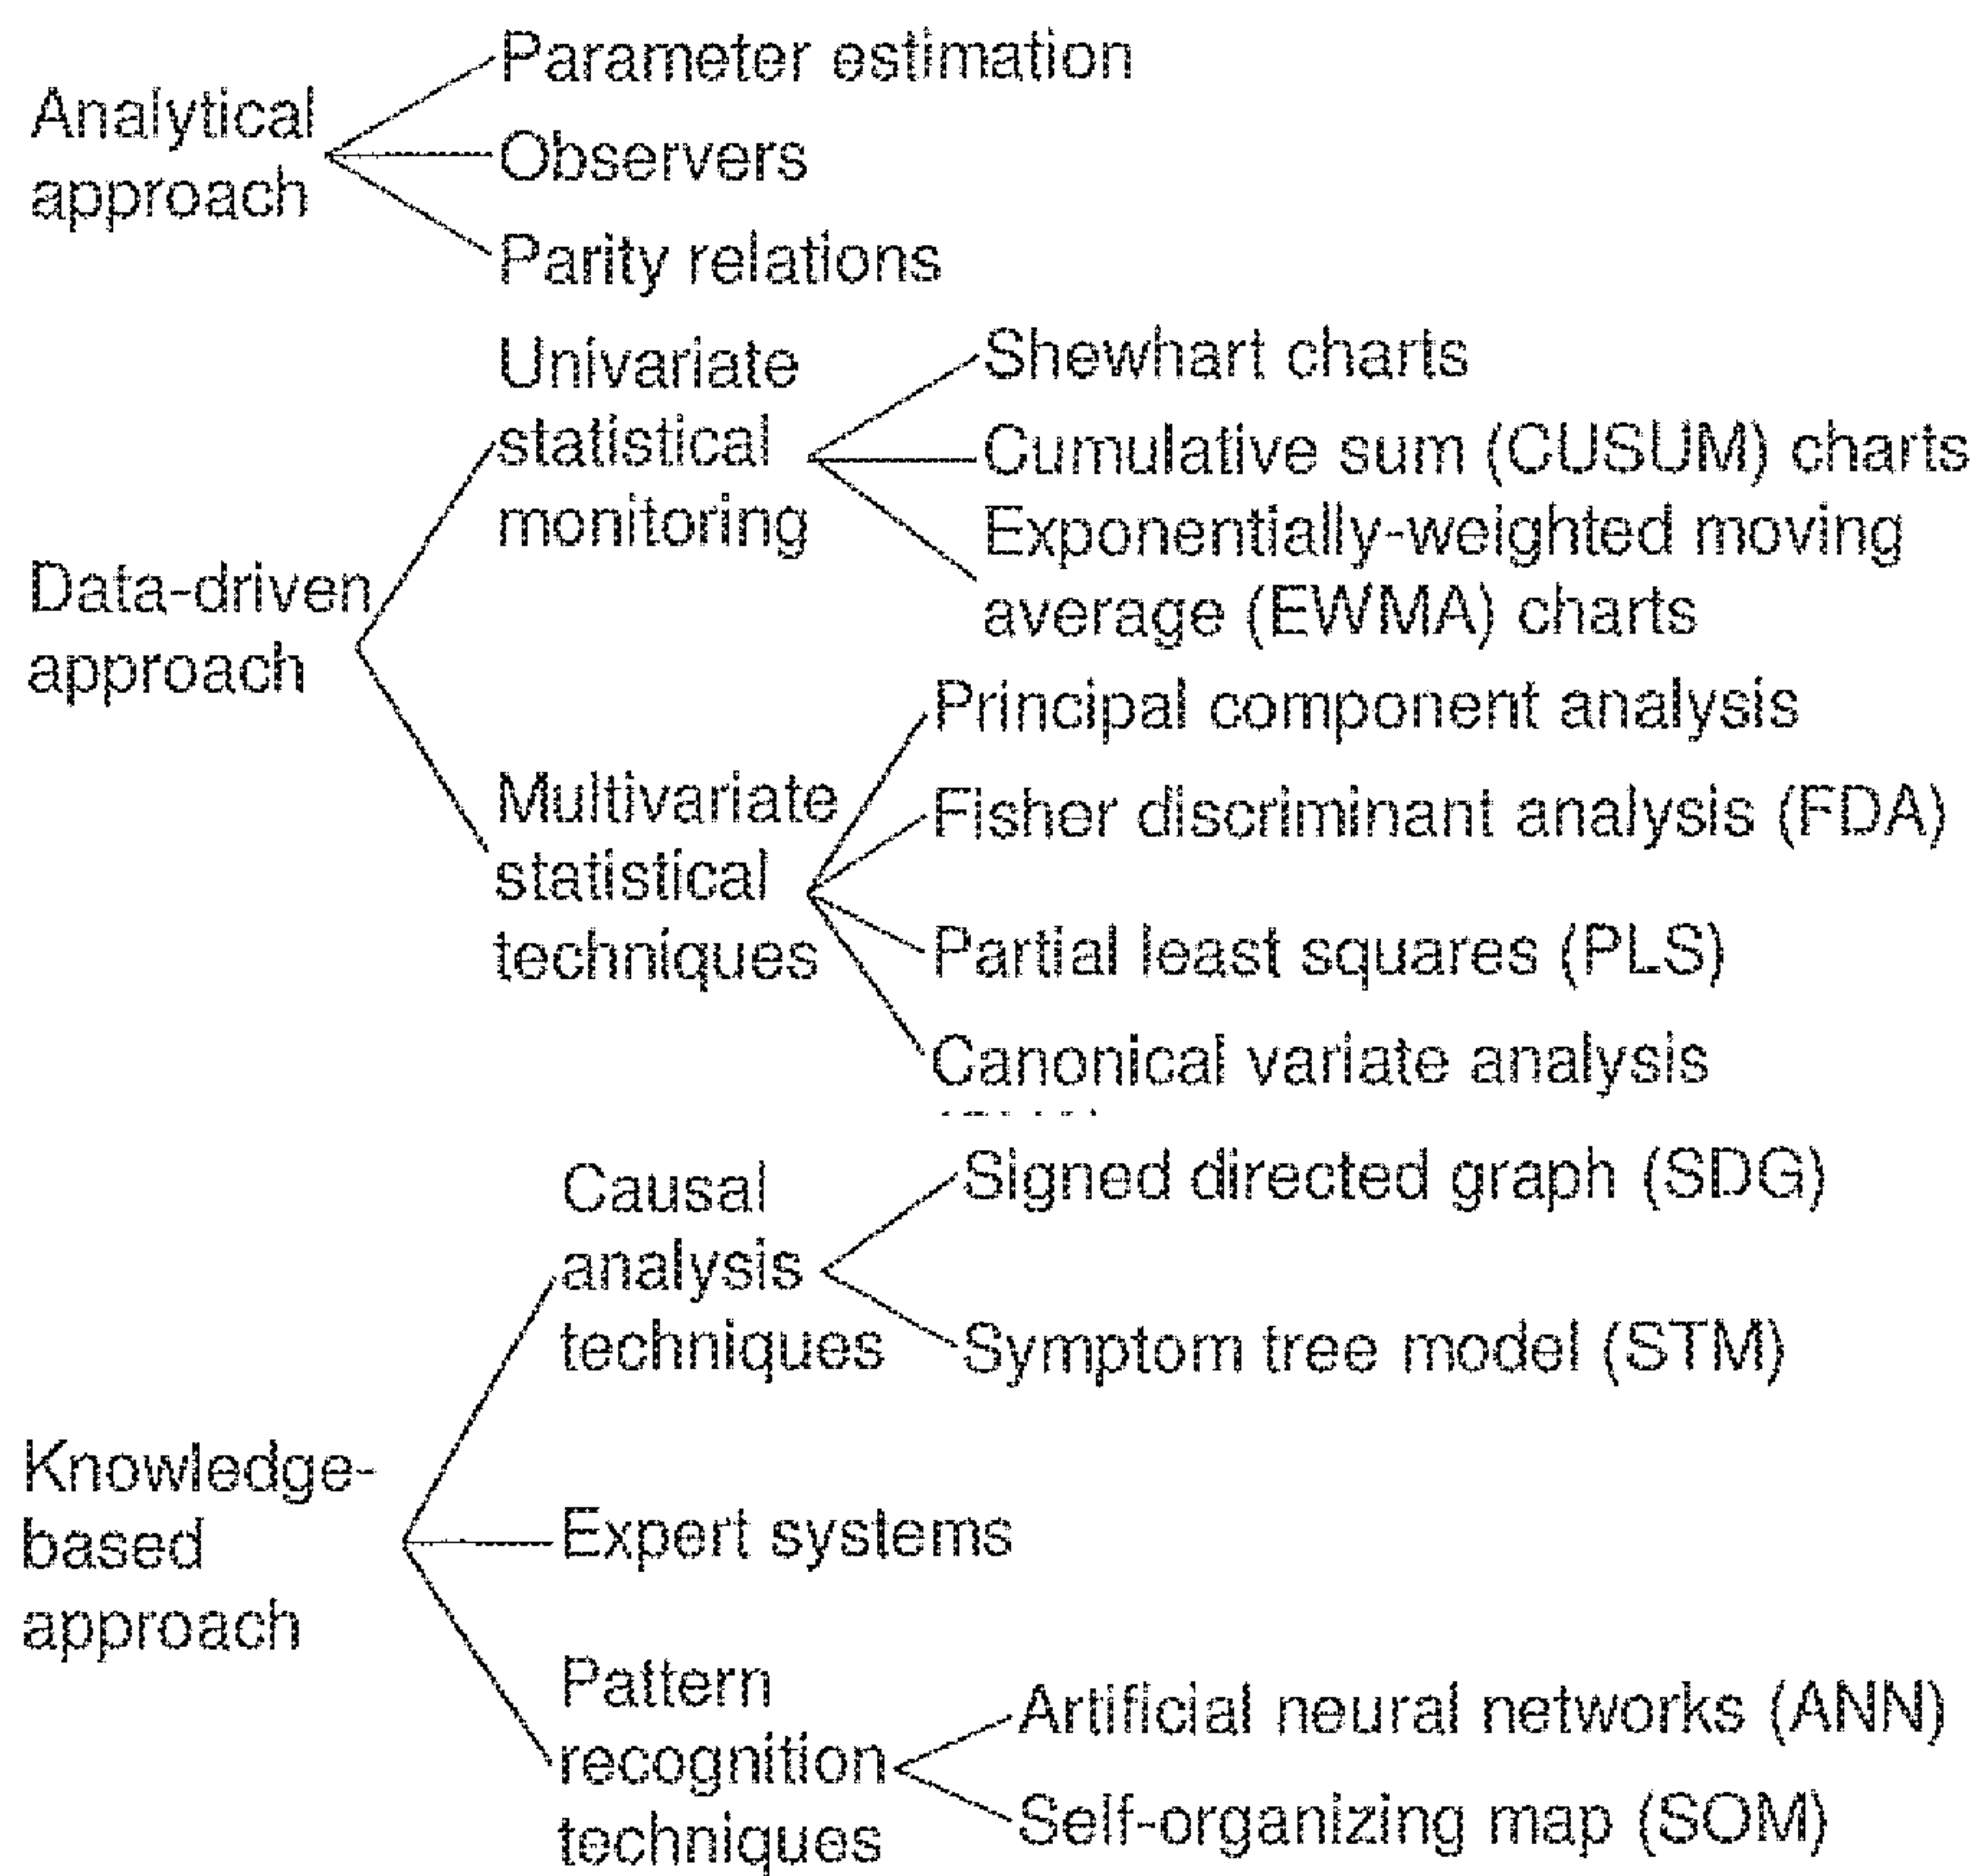 Analytical
approach
Parameter estimation
Observers
Parity relations
Data-driven
approach
Univariate
statistical
monitoring
Shewhart charts
Cumulative sum (CUSUM) charts
Exponentially-weighted moving
average (EWMA) charts
Multivariate
statistical
techniques
Principal component analysis
Fisher discriminant analysis (FDA)
Partial least squares (PLS)
Canonical variate analysis
Knowledge-
based
approach
Causal
analysis
techniques
Signed directed graph (SDG)
Symptom tree model (STM)
Expert systems
Pattern
recognition
techniques
Artificial neural networks (ANN)
Self-organizing map (SOM)